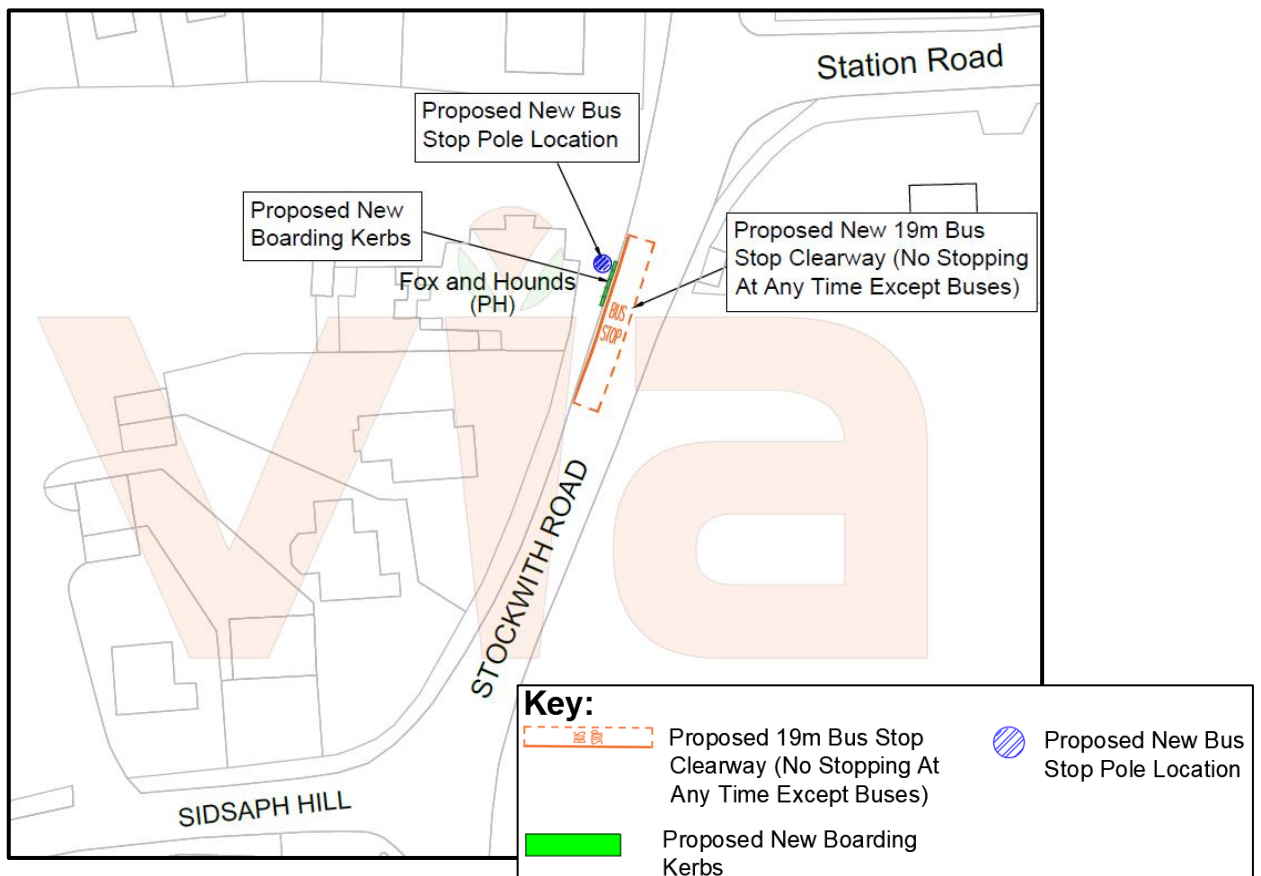 Station Road
Proposed New Bus
Stop Pole Location
Proposed New
Boarding Kerbs
Proposed New 19m Bus
Stop Clearway (No Stopping
At Any Time Except Buses)
Fox and Hounds
(PH)
BUS
STOP
via
STOCKWITH ROAD
SIDSAPH HILL
Key:
BUS
STOP
Proposed 19m Bus Stop
Clearway (No Stopping At
Any Time Except Buses)
Proposed New Bus
Stop Pole Location
Proposed New Boarding
Kerbs